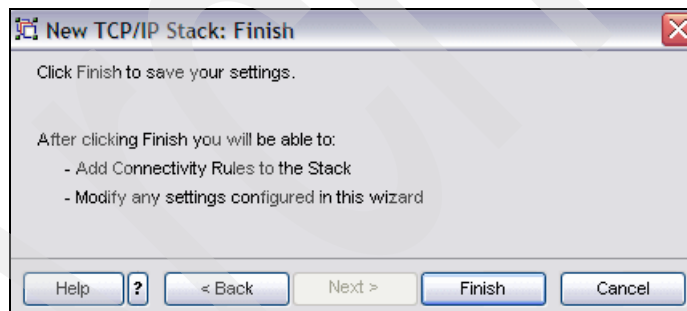 New TCP/IP Stack: Finish
Click Finish to save your settings.
After clicking Finish you will be able to:
- Add Connectivity Rules to the Stack
- Modify any settings configured in this wizard
Help ? < Back Next > Finish Cancel